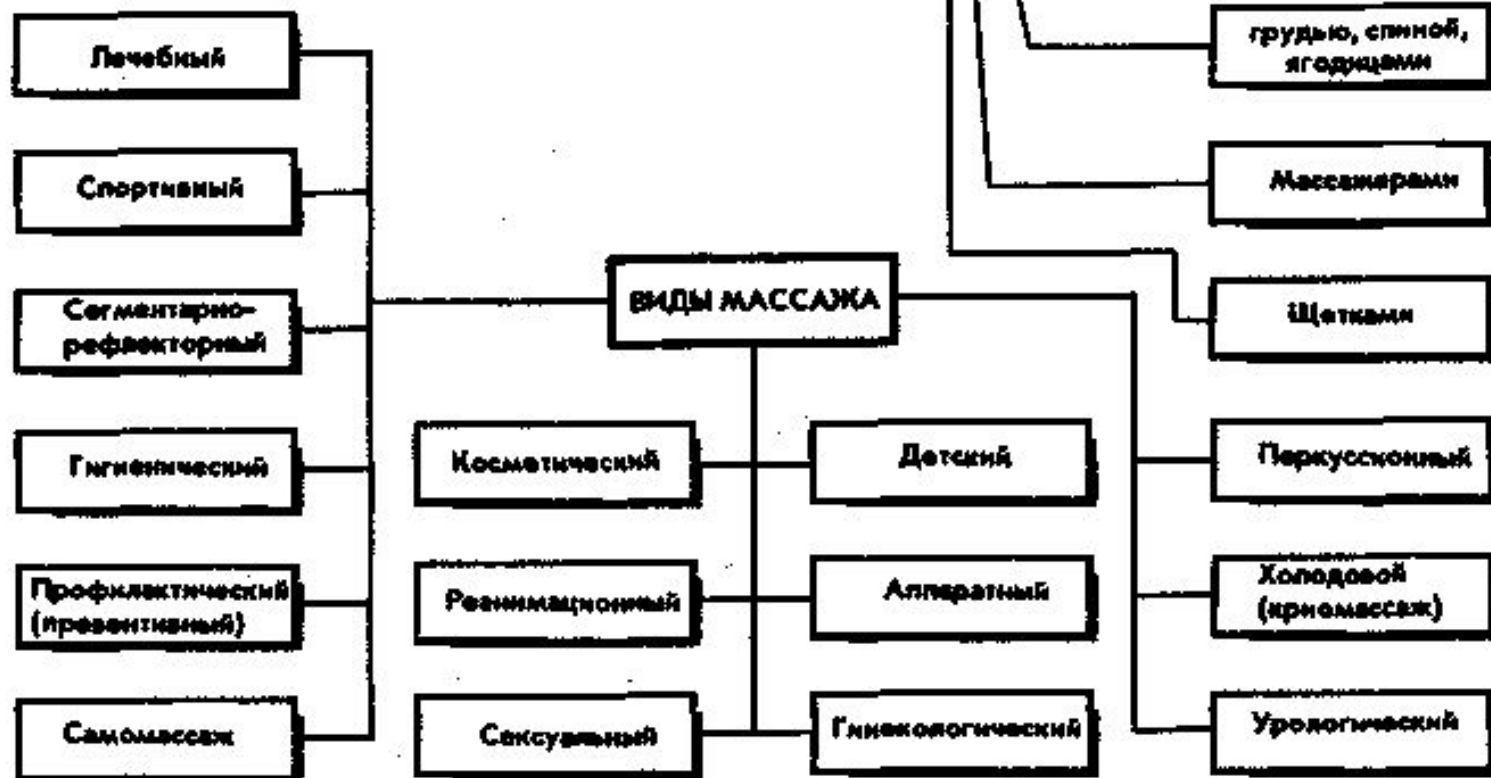 Лечебный
Спортивный
Сегментарно-
рефлекторный
Гигиенический
Профилактический
(превентивный)
Самомассаж
ВИДЫ МАССАЖА
Косметический
Реанимационный
Сексуальный
Детский
Аппаратный
Гинекологический
грудью, спиной,
ягодицами
Массажерами
Щетками
Перкуссионный
Холодовой
(криомассаж)
Урологический